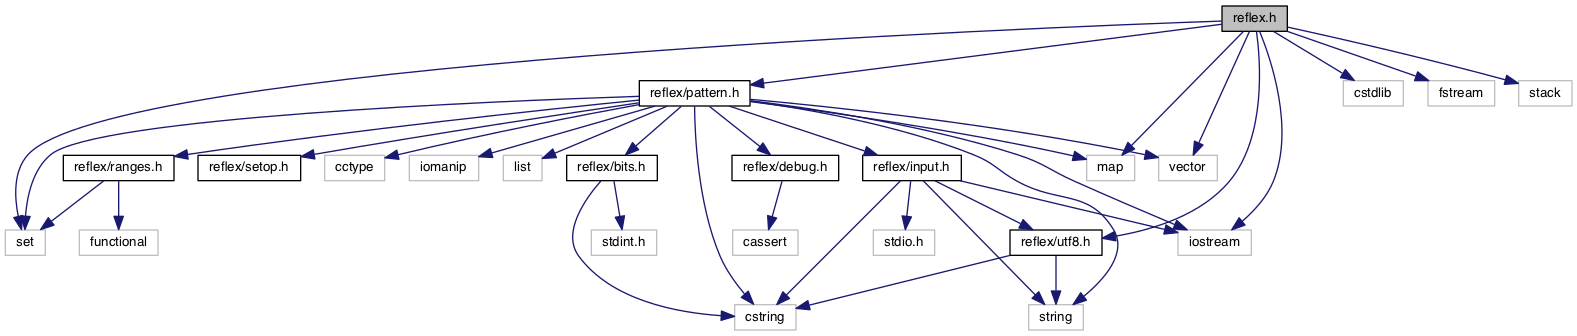 reflex.h
reflex/pattern.h
cstdlib
fstream
stack
reflex/ranges.h
reflex/setop.h
cctype
iomanip
list
reflex/bits.h
reflex/debug.h
reflex/input.h
map
vector
set
functional
stdint.h
cassert
stdio.h
reflex/utf8.h
iostream
cstring
string